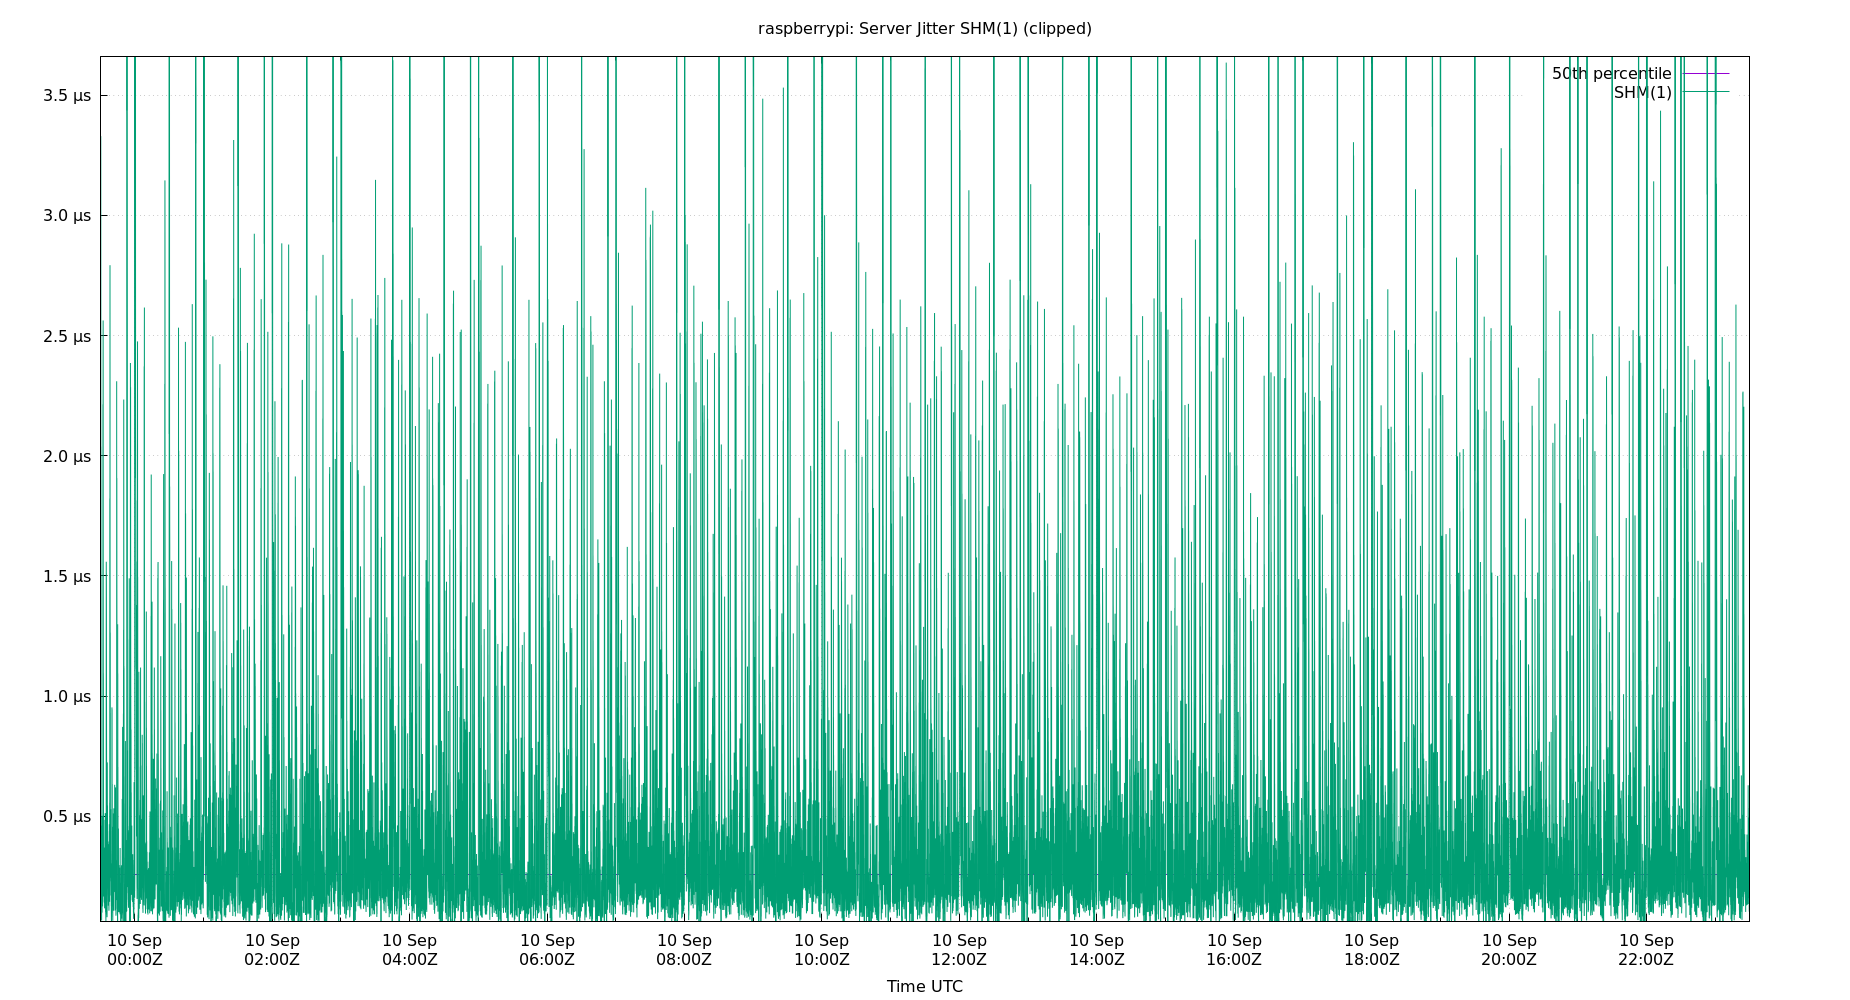 raspberrypi: Server Jitter SHM(1) (clipped)
50th percentile
SHM(1)
3.5 µs
3.0 µs
2.5 µs
2.0 µs
1.5 µs
1.0 µs
0.5 µs
10 Sep 10 Sep 10 Sep 10 Sep 10 Sep 10 Sep 10 Sep 10 Sep 10 Sep 10 Sep 10 Sep 10 Sep
00:00Z 02:00Z 04:00Z 06:00Z 08:00Z 10:00Z 12:00Z 14:00Z 16:00Z 18:00Z 20:00Z 22:00Z
Time UTC